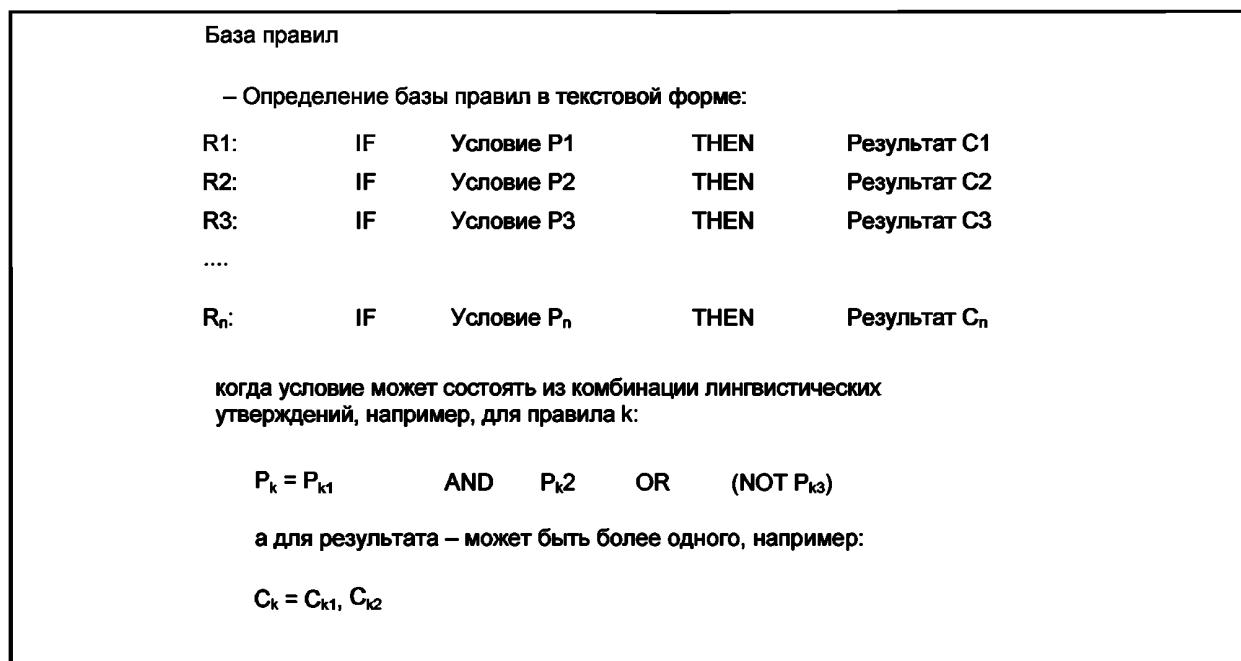 База правил
– Определение базы правил в текстовой форме:
R1: IF Условие P1 THEN Результат C1
R2: IF Условие P2 THEN Результат C2
R3: IF Условие P3 THEN Результат C3
....
Rₙ: IF Условие Pₙ THEN Результат Cₙ
когда условие может состоять из комбинации лингвистических
утверждений, например, для правила k:
Pₖ = Pₖ₁ AND Pₖ2 OR (NOT Pₖ₃)
а для результата – может быть более одного, например:
Cₖ = Cₖ₁, Cₖ₂